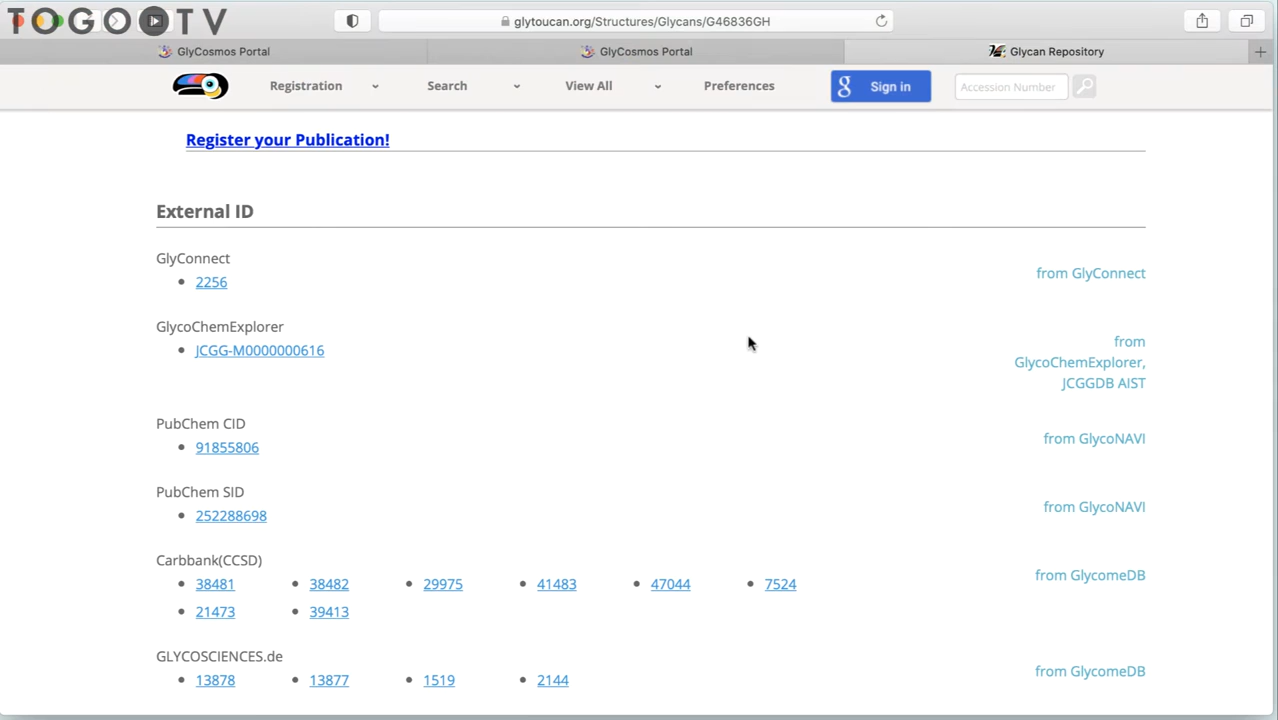 TOGO TV
glytoucan.org/Structures/Glycans/G46836GH
GlyCosmos Portal
GlyCosmos Portal
Glycan Repository
Registration
Search
View All
Preferences
Sign in
Accession Number
Register your Publication!
External ID
GlyConnect
2256
from GlyConnect
GlycoChemExplorer
JCGG-M0000000616
from
GlycoChemExplorer,
JCGGDB AIST
PubChem CID
91855806
from GlycoNAVI
PubChem SID
252288698
from GlycoNAVI
Carbbank(CCSD)
38481 38482 29975 41483 47044 7524
21473 39413
from GlycomeDB
GLYCOSCIENCES.de
13878 13877 1519 2144
from GlycomeDB